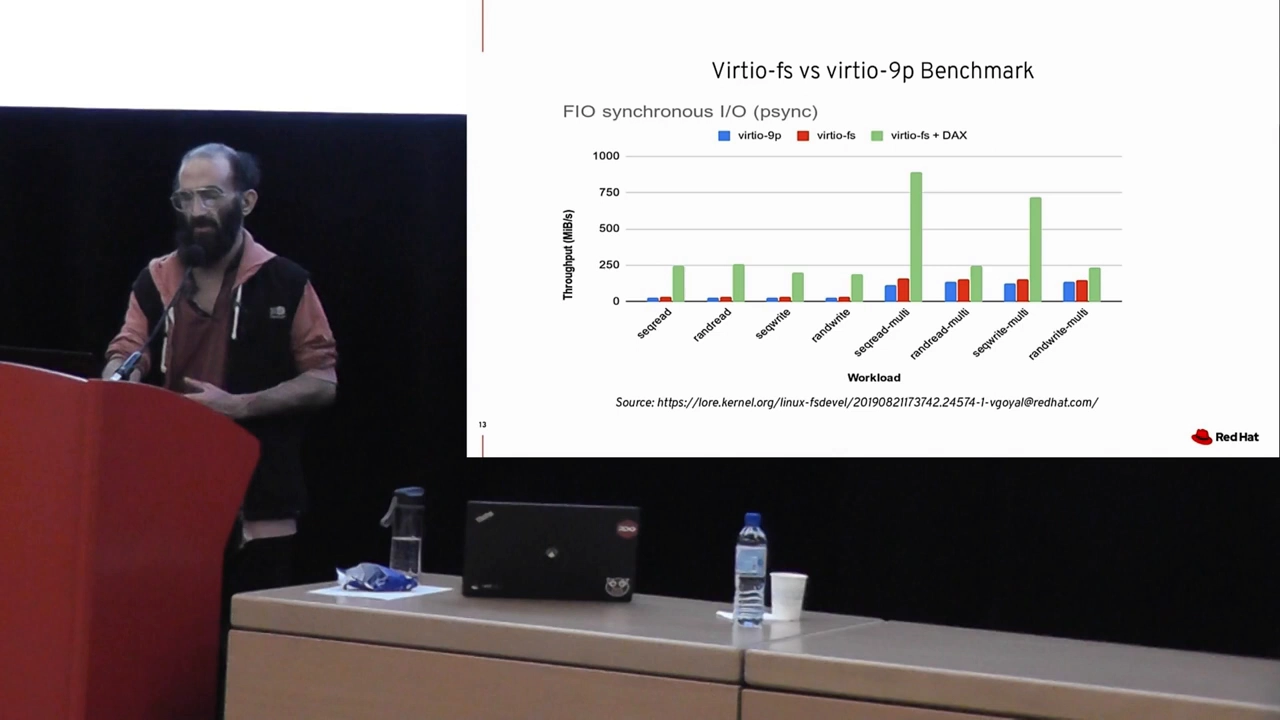 Virtio-fs vs virtio-9p Benchmark
FIO synchronous I/O (psync)
virtio-9p virtio-fs virtio-fs + DAX
1000
750
500
250
0
Throughput (MiB/s)
seqread randread seqwrite randwrite seqread-multi randread-multi seqwrite-multi randwrite-multi
Workload
Source: https://lore.kernel.org/linux-fsdevel/20190821173742.24574-1-vgoyal@redhat.com/
13
Red Hat